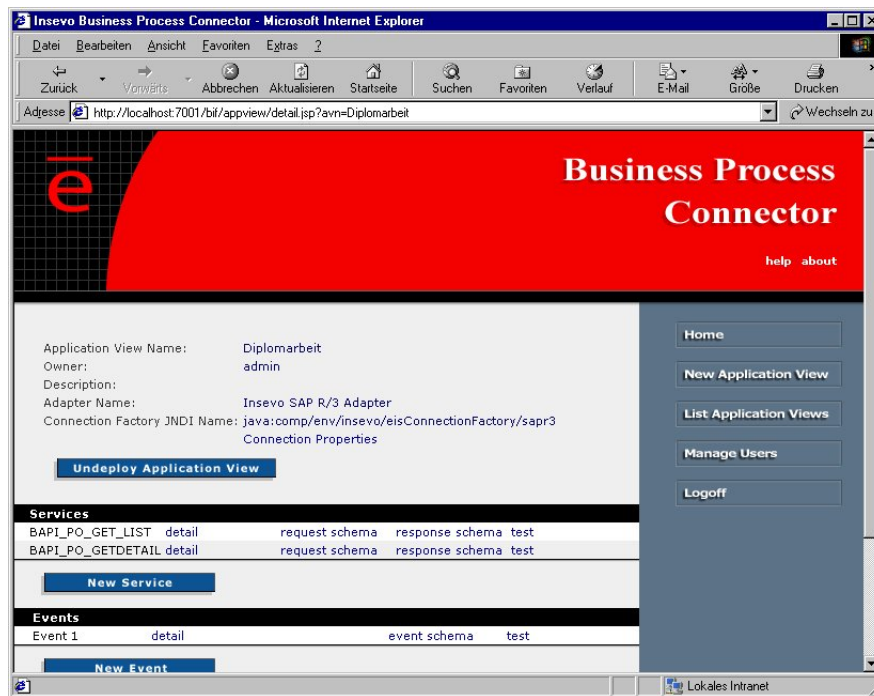 Insevo Business Process Connector - Microsoft Internet Explorer
Datei Bearbeiten Ansicht Favoriten Extras ?
Zurück Vorwärts Abbrechen Aktualisieren Startseite Suchen Favoriten Verlauf E-Mail Größe Drucken »
Adresse http://localhost:7001/bif/appview/detail.jsp?avn=Diplomarbeit Wechseln zu
e
Business Process
Connector
help about
Home
New Application View
List Application Views
Manage Users
Logoff
Application View Name: Diplomarbeit
Owner: admin
Description:
Adapter Name: Insevo SAP R/3 Adapter
Connection Factory JNDI Name: java:comp/env/insevo/eisConnectionFactory/sapr3
Connection Properties
Undeploy Application View
Services
BAPI_PO_GET_LIST detail request schema response schema test
BAPI_PO_GETDETAIL detail request schema response schema test
New Service
Events
Event 1 detail event schema test
New Event
Lokales Intranet